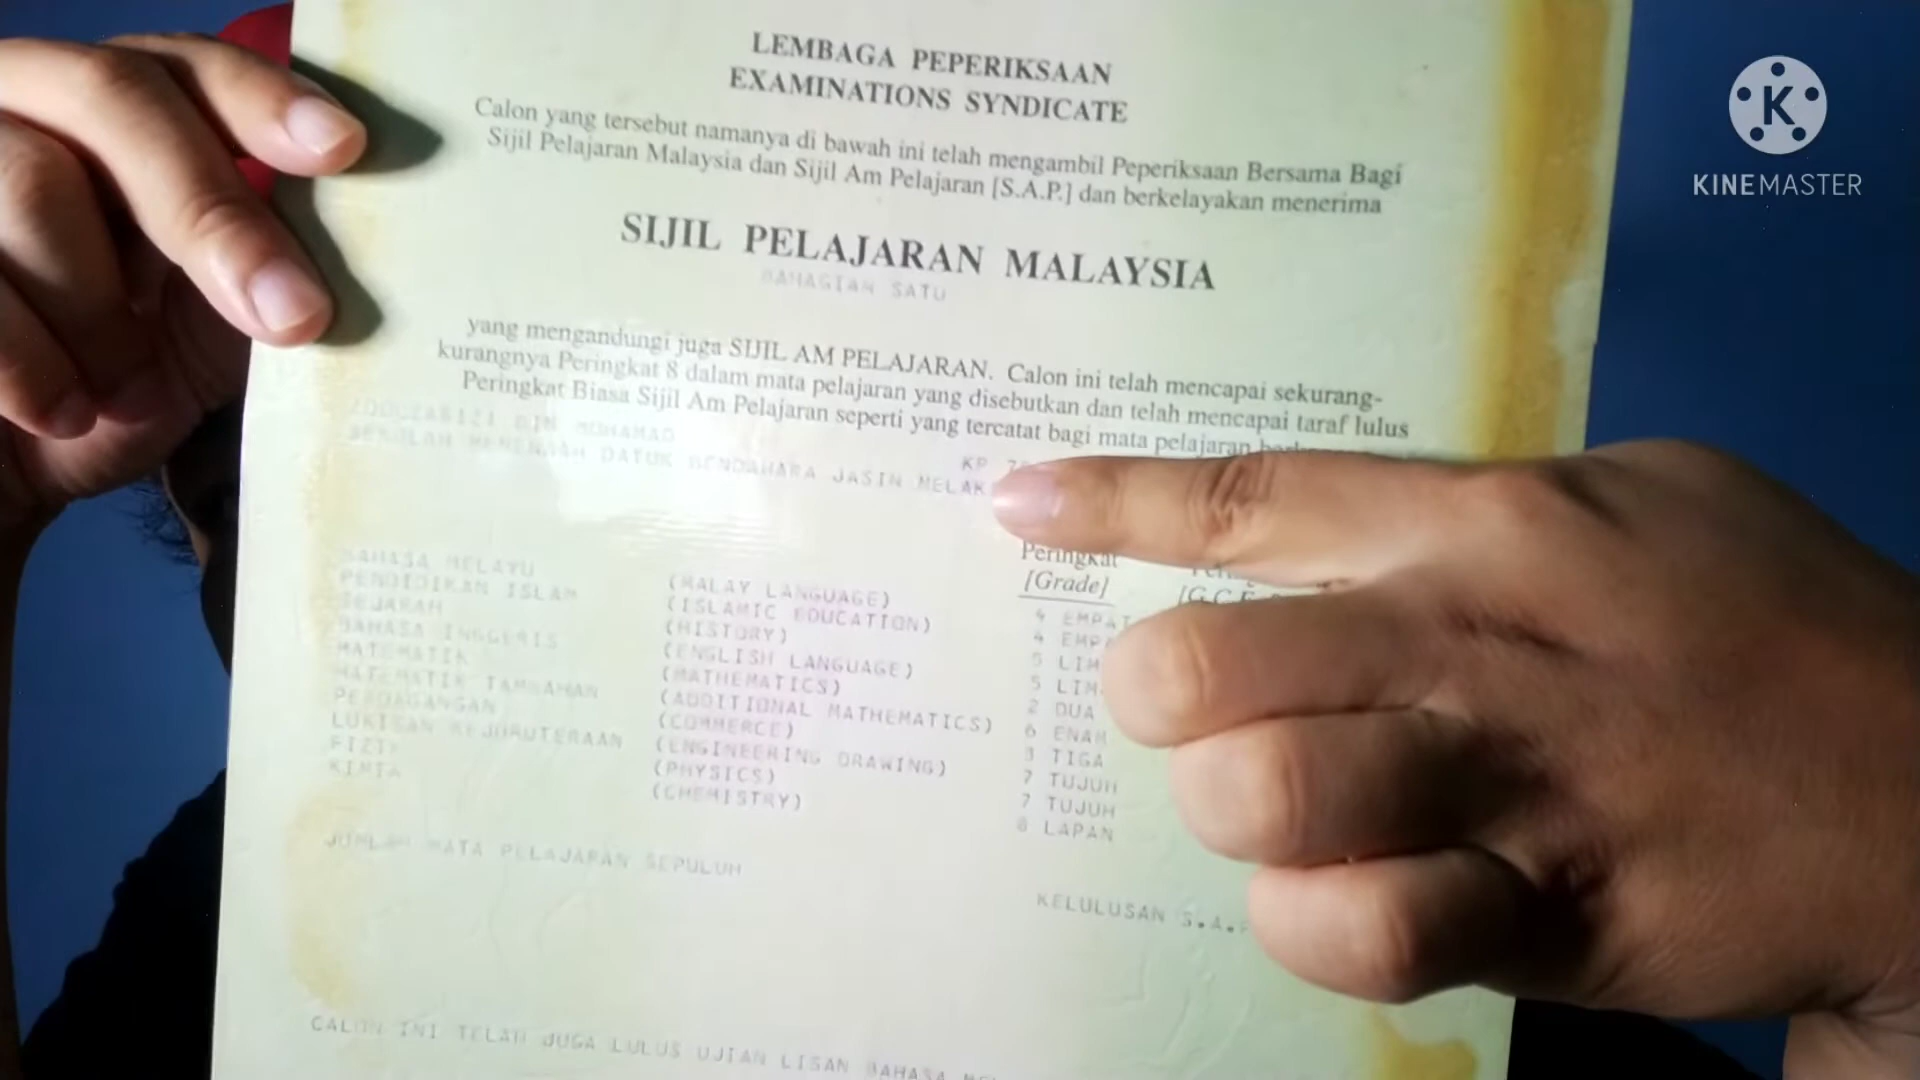 LEMBAGA PEPERIKSAAN
EXAMINATIONS SYNDICATE
Calon yang tersebut namanya di bawah ini telah mengambil Peperiksaan Bersama Bagi
Sijil Pelajaran Malaysia dan Sijil Am Pelajaran [S.A.P.] dan berkelayakan menerima
SIJIL PELAJARAN MALAYSIA
BAHAGIAN SATU
yang mengandungi juga SIJIL AM PELAJARAN. Calon ini telah mencapai sekurang-
kurangnya Peringkat 8 dalam mata pelajaran yang disebutkan dan telah mencapai taraf lulus
Peringkat Biasa Sijil Am Pelajaran seperti yang tercatat bagi mata pelajaran
BIN MOHAMAD KP
SEKOLAH MENENGAH DATUK BENDAHARA JASIN MELAK
Peringkat
[Grade] [G.C.E.
BAHASA MELAYU (MALAY LANGUAGE) 4 EMPAT
PENDIDIKAN ISLAM (ISLAMIC EDUCATION) 4 EMPA
SEJARAH (HISTORY) 5 LIM
BAHASA INGGERIS (ENGLISH LANGUAGE) 5 LIM
MATEMATIK (MATHEMATICS) 2 DUA
MATEMATIK TAMBAHAN (ADDITIONAL MATHEMATICS) 6 ENAM
PERDAGANGAN (COMMERCE) 3 TIGA
LUKISAN KEJURUTERAAN (ENGINEERING DRAWING) 7 TUJUH
FIZIK (PHYSICS) 7 TUJUH
KIMIA (CHEMISTRY) 8 LAPAN
JUMLAH MATA PELAJARAN SEPULUH
KELULUSAN S.A.P
CALON INI TELAH JUGA LULUS UJIAN LISAN BAHASA
K
KINEMASTER